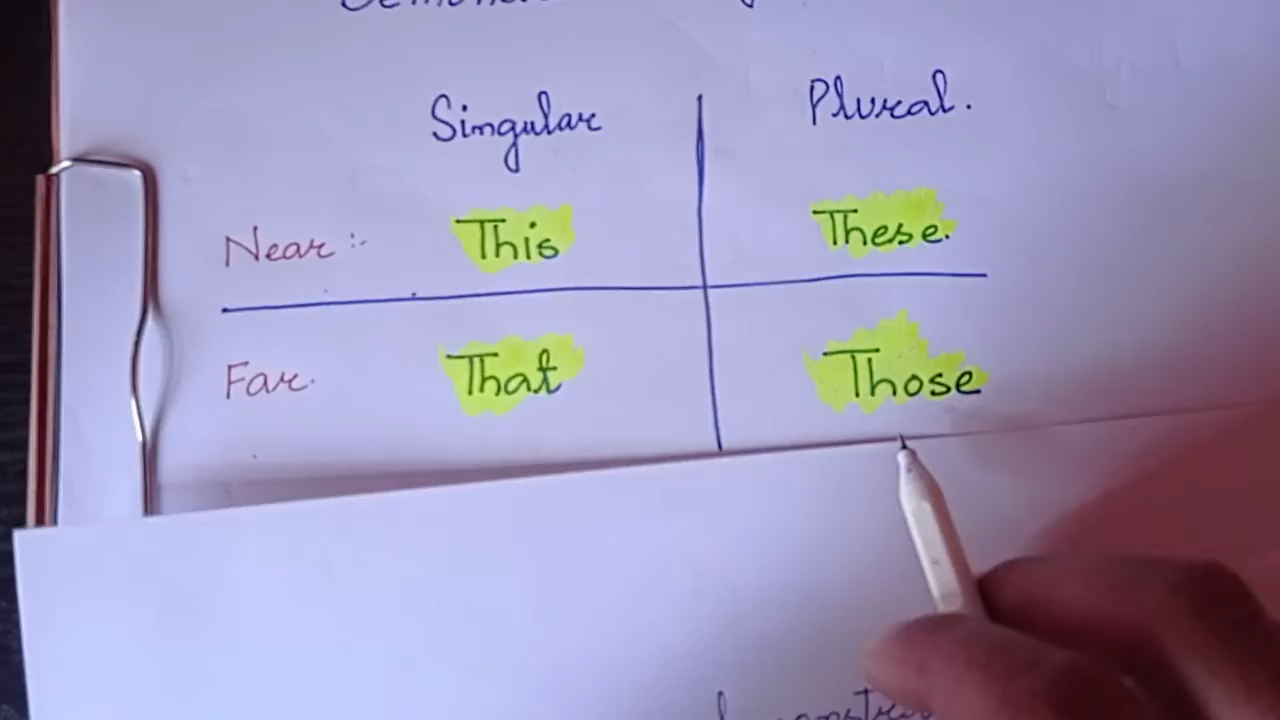 Singular Plural.
Near :- This These.
Far. That Those